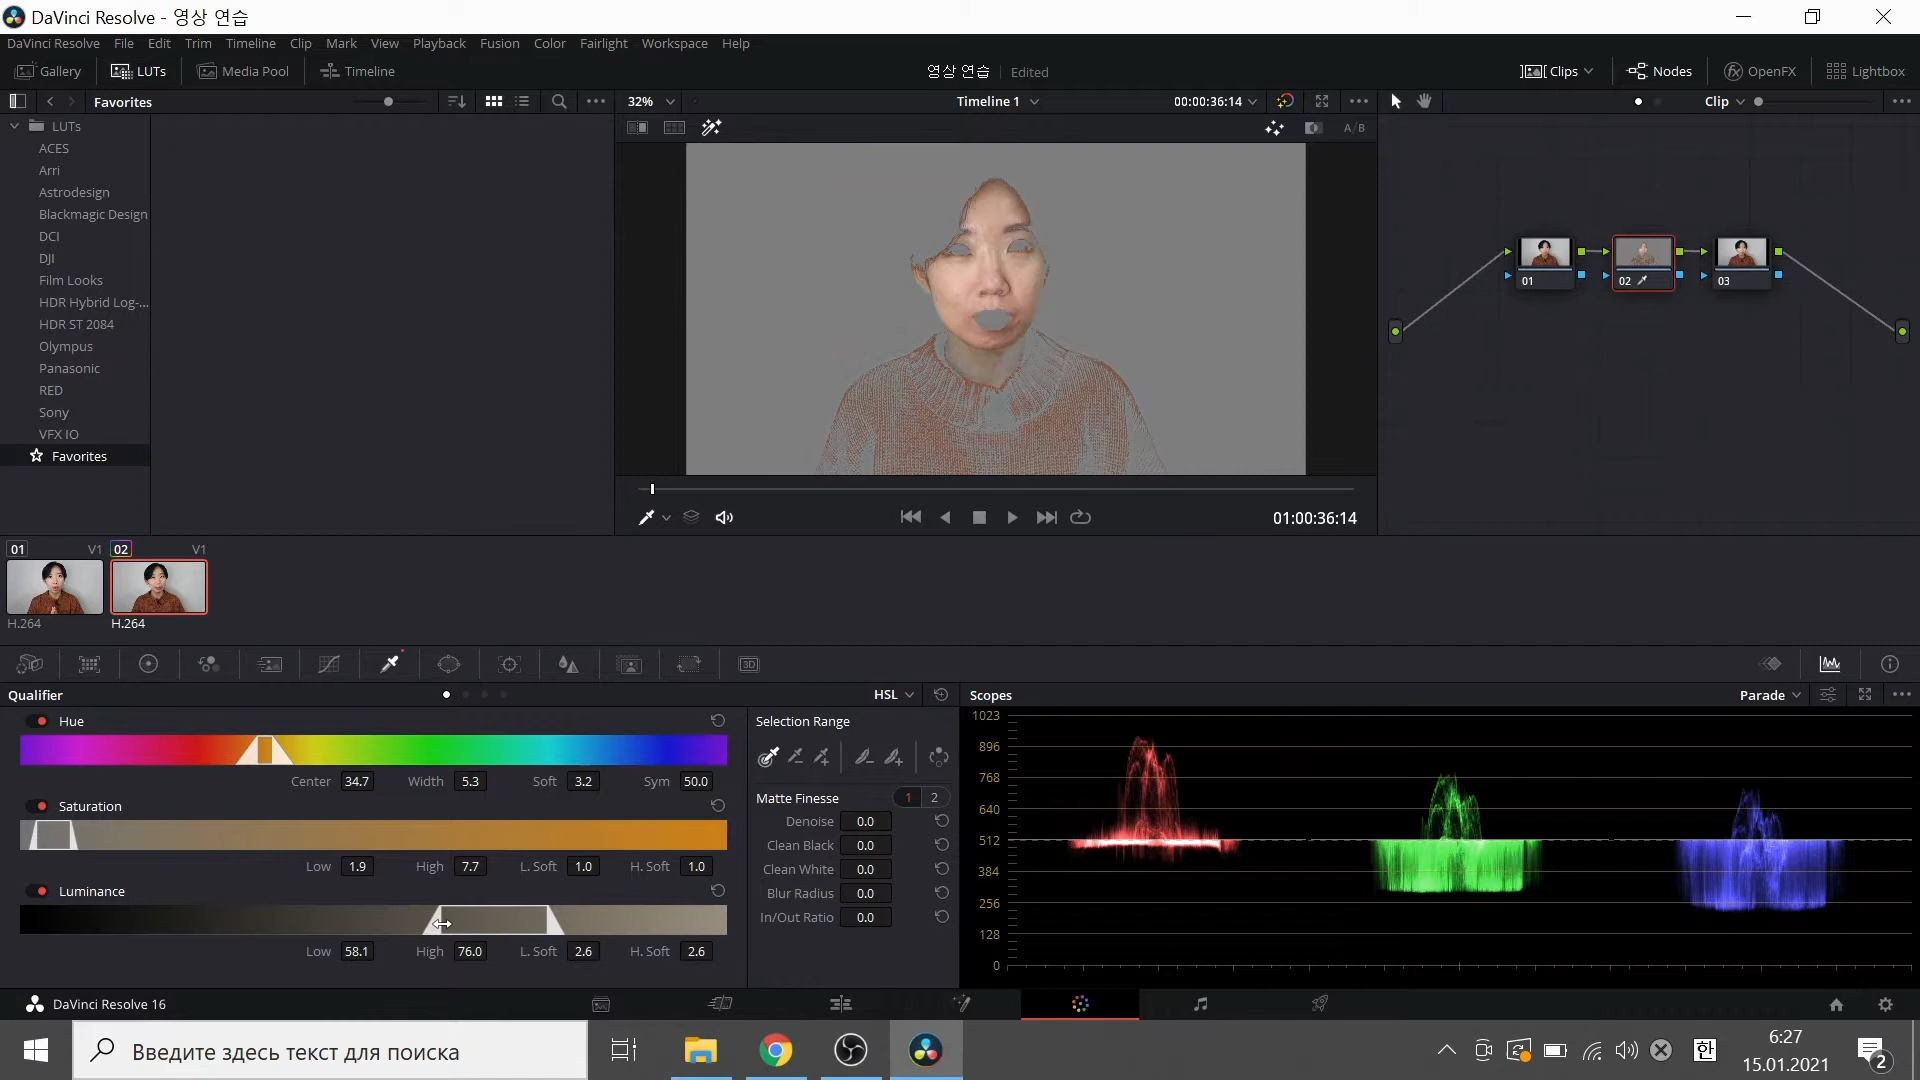 DaVinci Resolve - 영상 연습
DaVinci Resolve File Edit Trim Timeline Clip Mark View Playback Fusion Color Fairlight Workspace Help
Gallery LUTs Media Pool Timeline 영상 연습 Edited Clips Nodes OpenFX Lightbox
Favorites 32% Timeline 1 00:00:36:14 Clip
A/B
LUTs
ACES
Arri
Astrodesign
Blackmagic Design
DCI
DJI
Film Looks
HDR Hybrid Log-...
HDR ST 2084
Olympus
Panasonic
RED
Sony
VFX IO
Favorites
01 02 03
01:00:36:14
01 V1 02 V1
H.264 H.264
3D
Qualifier HSL Scopes Parade
Hue
Center 34.7 Width 5.3 Soft 3.2 Sym 50.0
Saturation
Low 1.9 High 7.7 L. Soft 1.0 H. Soft 1.0
Luminance
Low 58.1 High 76.0 L. Soft 2.6 H. Soft 2.6
Selection Range
Matte Finesse 1 2
Denoise 0.0
Clean Black 0.0
Clean White 0.0
Blur Radius 0.0
In/Out Ratio 0.0
1023
896
768
640
512
384
256
128
0
DaVinci Resolve 16
Введите здесь текст для поиска
한
6:27
15.01.2021
2